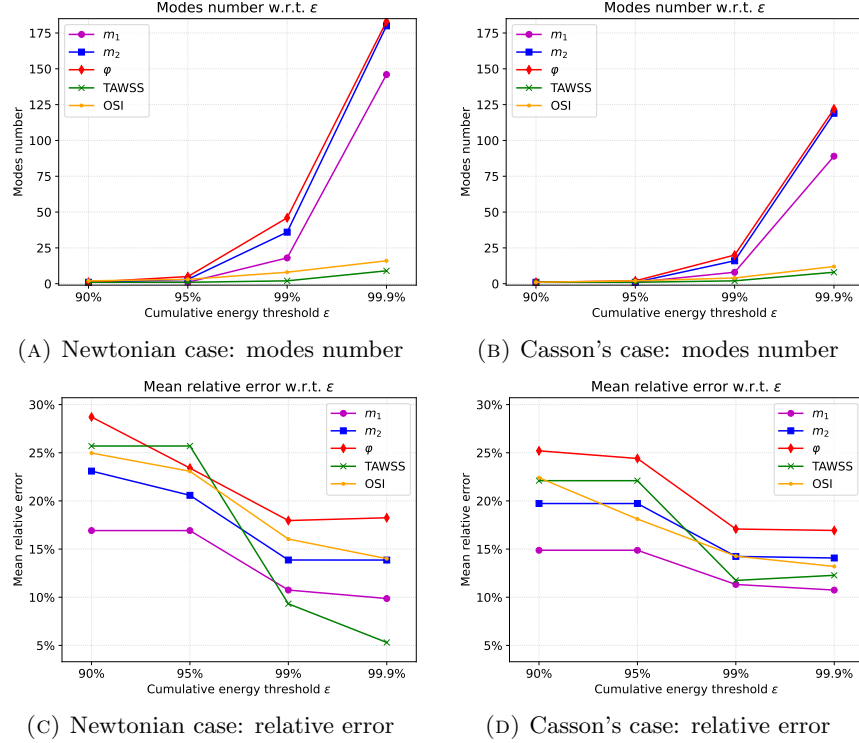 Modes number w.r.t. ε
175
150
125
100
75
50
25
0
Modes number
m₁
m₂
φ
TAWSS
OSI
90% 95% 99% 99.9%
Cumulative energy threshold ε
(A) Newtonian case: modes number
Modes number w.r.t. ε
175
150
125
100
75
50
25
0
Modes number
m₁
m₂
φ
TAWSS
OSI
90% 95% 99% 99.9%
Cumulative energy threshold ε
(B) Casson's case: modes number
Mean relative error w.r.t. ε
30%
25%
20%
15%
10%
5%
Mean relative error
m₁
m₂
φ
TAWSS
OSI
90% 95% 99% 99.9%
Cumulative energy threshold ε
(C) Newtonian case: relative error
Mean relative error w.r.t. ε
30%
25%
20%
15%
10%
5%
Mean relative error
m₁
m₂
φ
TAWSS
OSI
90% 95% 99% 99.9%
Cumulative energy threshold ε
(D) Casson's case: relative error